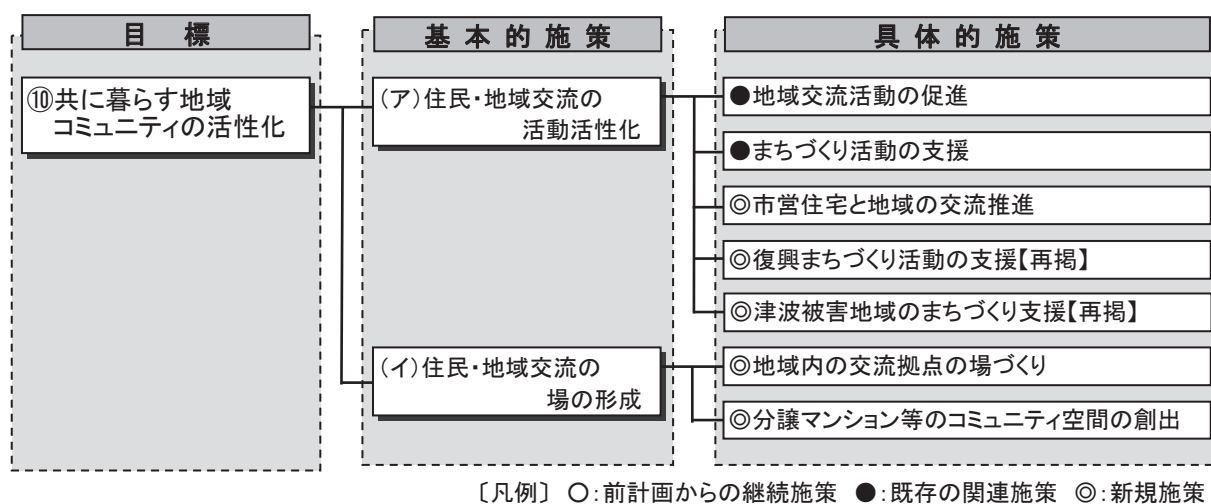 目　標
基 本 的 施 策
具 体 的 施 策
⑩共に暮らす地域
コミュニティの活性化
(ア)住民・地域交流の
活動活性化
●地域交流活動の促進
●まちづくり活動の支援
◎市営住宅と地域の交流推進
◎復興まちづくり活動の支援【再掲】
◎津波被害地域のまちづくり支援【再掲】
(イ)住民・地域交流の
場の形成
◎地域内の交流拠点の場づくり
◎分譲マンション等のコミュニティ空間の創出
〔凡例〕 ○:前計画からの継続施策 ●:既存の関連施策 ◎:新規施策